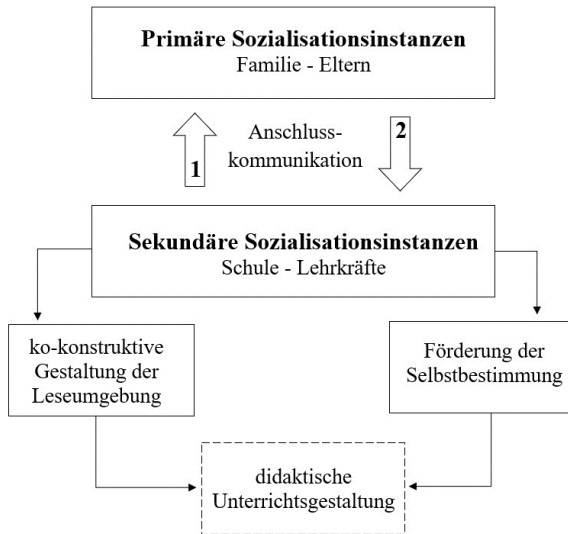 Primäre Sozialisationsinstanzen
Familie - Eltern
1
Anschluss-
kommunikation
2
Sekundäre Sozialisationsinstanzen
Schule - Lehrkräfte
ko-konstruktive
Gestaltung der
Leseumgebung
Förderung der
Selbstbestimmung
didaktische
Unterrichtsgestaltung